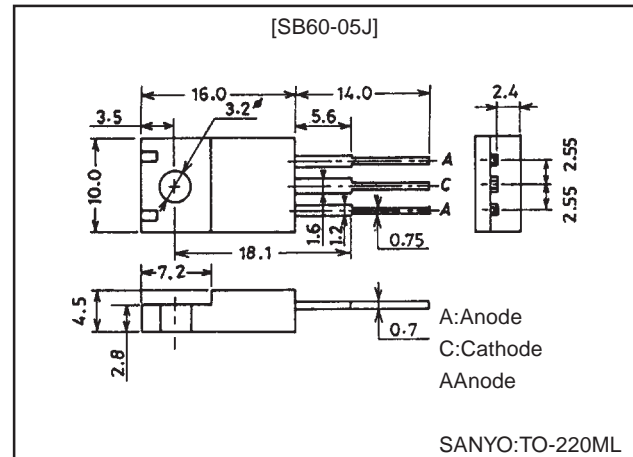 [SB60-05J]
16.0
14.0
2.4
3.5
3.2ø
5.6
A
C
A
10.0
2.55
2.55
1.6
1.2
0.75
18.1
7.2
4.5
2.8
0.7
A:Anode
C:Cathode
AAnode
SANYO:TO-220ML